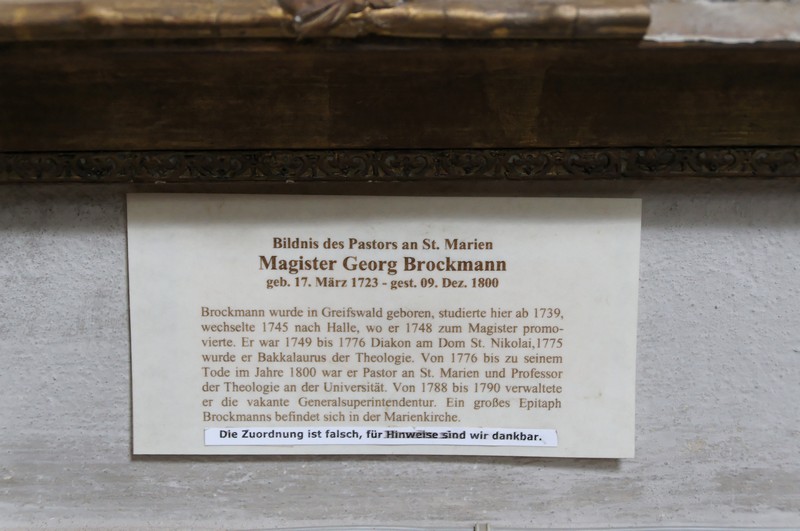 Bildnis des Pastors an St. Marien
Magister Georg Brockmann
geb. 17. März 1723 - gest. 09. Dez. 1800
Brockmann wurde in Greifswald geboren, studierte hier ab 1739,
wechselte 1745 nach Halle, wo er 1748 zum Magister promo-
vierte. Er war 1749 bis 1776 Diakon am Dom St. Nikolai,1775
wurde er Bakkalaurus der Theologie. Von 1776 bis zu seinem
Tode im Jahre 1800 war er Pastor an St. Marien und Professor
der Theologie an der Universität. Von 1788 bis 1790 verwaltete
er die vakante Generalsuperintendentur. Ein großes Epitaph
Brockmanns befindet sich in der Marienkirche.
Die Zuordnung ist falsch, für Hinweise sind wir dankbar.